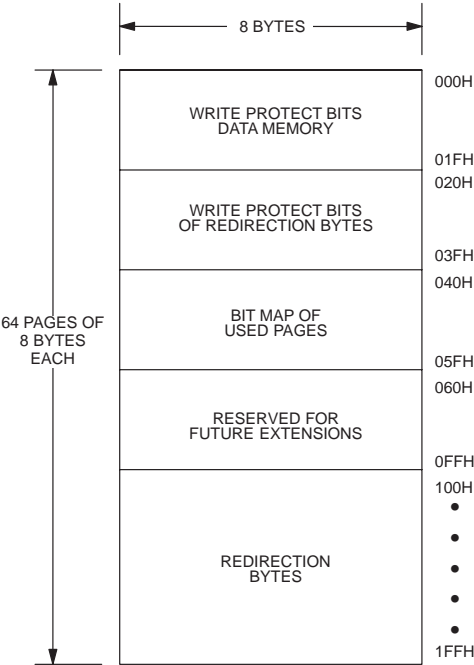 8 BYTES
000H
WRITE PROTECT BITS
DATA MEMORY
01FH
020H
WRITE PROTECT BITS
OF REDIRECTION BYTES
03FH
040H
BIT MAP OF
USED PAGES
64 PAGES OF
8 BYTES
EACH
05FH
060H
RESERVED FOR
FUTURE EXTENSIONS
0FFH
100H
REDIRECTION
BYTES
1FFH